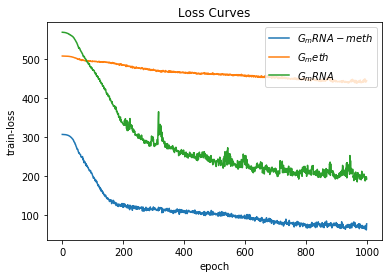 Loss Curves
G_mRNA − meth
G_meth
G_mRNA
500
400
300
200
100
train-loss
0 200 400 600 800 1000
epoch